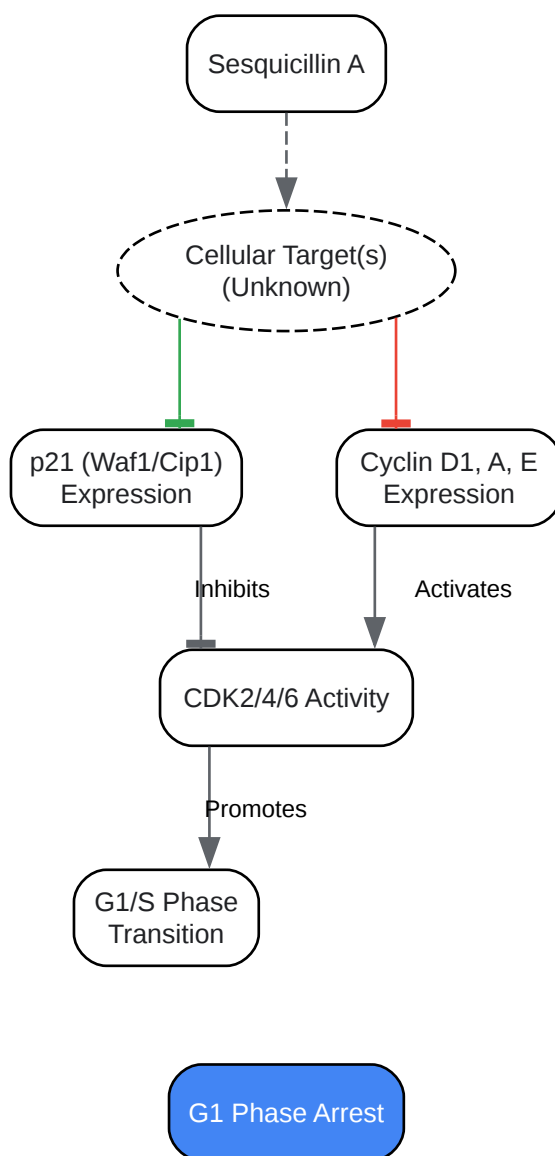 Sesquicillin A
Cellular Target(s)
(Unknown)
p21 (Waf1/Cip1)
Expression
Cyclin D1, A, E
Expression
Inhibits
Activates
CDK2/4/6 Activity
Promotes
G1/S Phase
Transition
G1 Phase Arrest